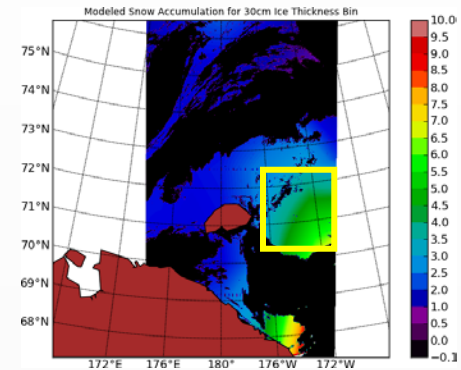 Modeled Snow Accumulation for 30cm Ice Thickness Bin
75°N
74°N
73°N
72°N
71°N
70°N
69°N
68°N
172°E 176°E 180° 176°W 172°W
10.0
9.5
9.0
8.5
8.0
7.5
7.0
6.5
6.0
5.5
5.0
4.5
4.0
3.5
3.0
2.5
2.0
1.5
1.0
0.5
0.0
−0.1